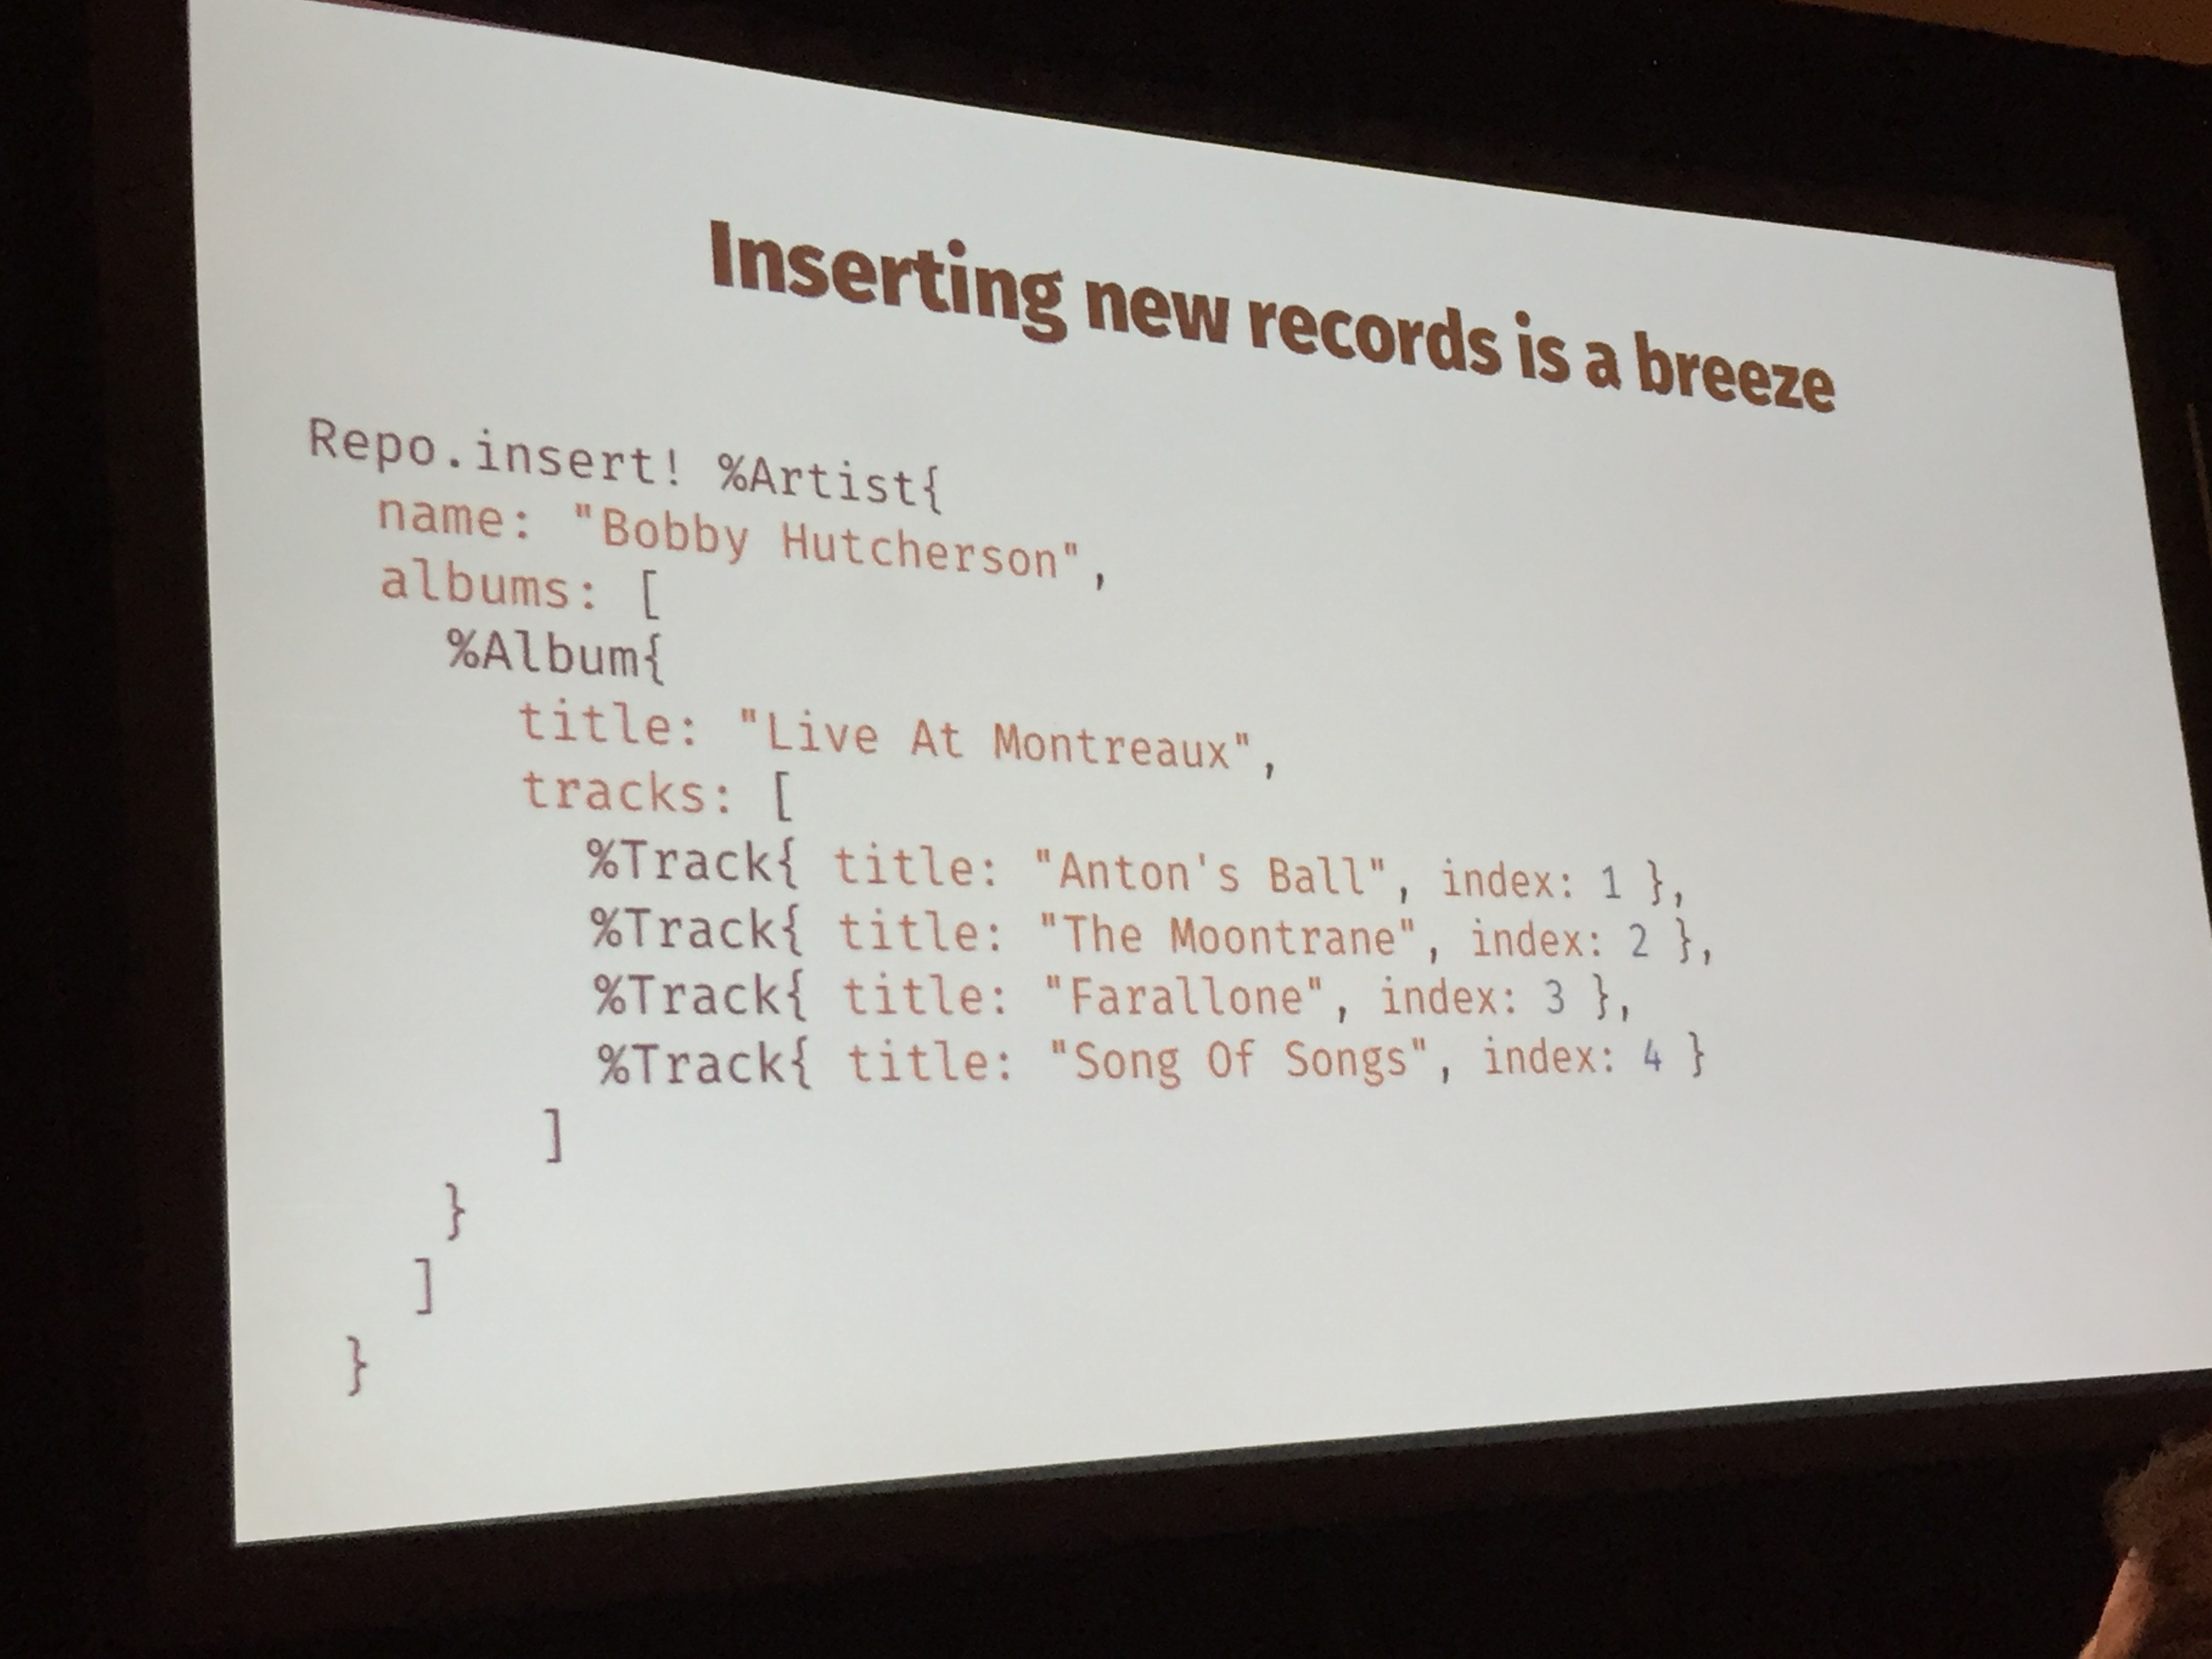 Inserting new records is a breeze
Repo.insert! %Artist{
name: "Bobby Hutcherson",
albums: [
%Album{
title: "Live At Montreaux",
tracks: [
%Track{ title: "Anton's Ball", index: 1 },
%Track{ title: "The Moontrane", index: 2 },
%Track{ title: "Farallone", index: 3 },
%Track{ title: "Song Of Songs", index: 4 }
]
}
]
}